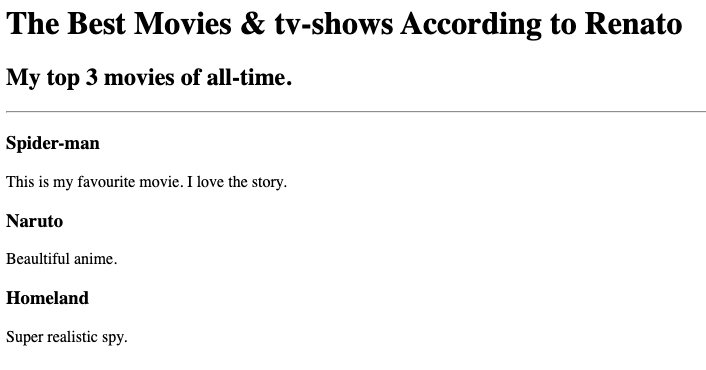 The Best Movies & tv-shows According to Renato
My top 3 movies of all-time.
Spider-man
This is my favourite movie. I love the story.
Naruto
Beaultiful anime.
Homeland
Super realistic spy.